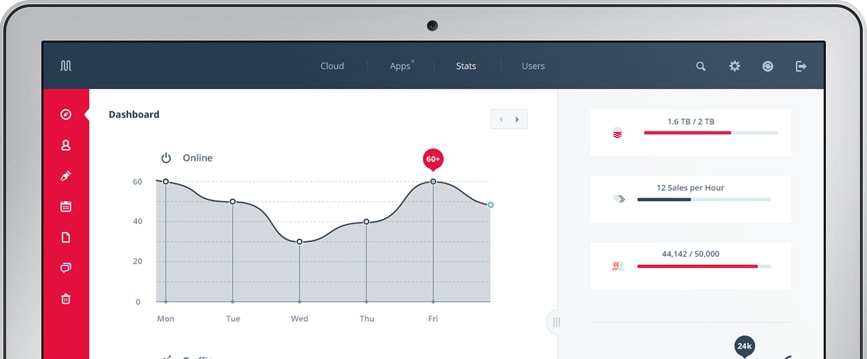 Cloud
Apps
Stats
Users
Dashboard
Online
60+
60
40
20
0
Mon
Tue
Wed
Thu
Fri
1.6 TB / 2 TB
12 Sales per Hour
44,142 / 50,000
24k